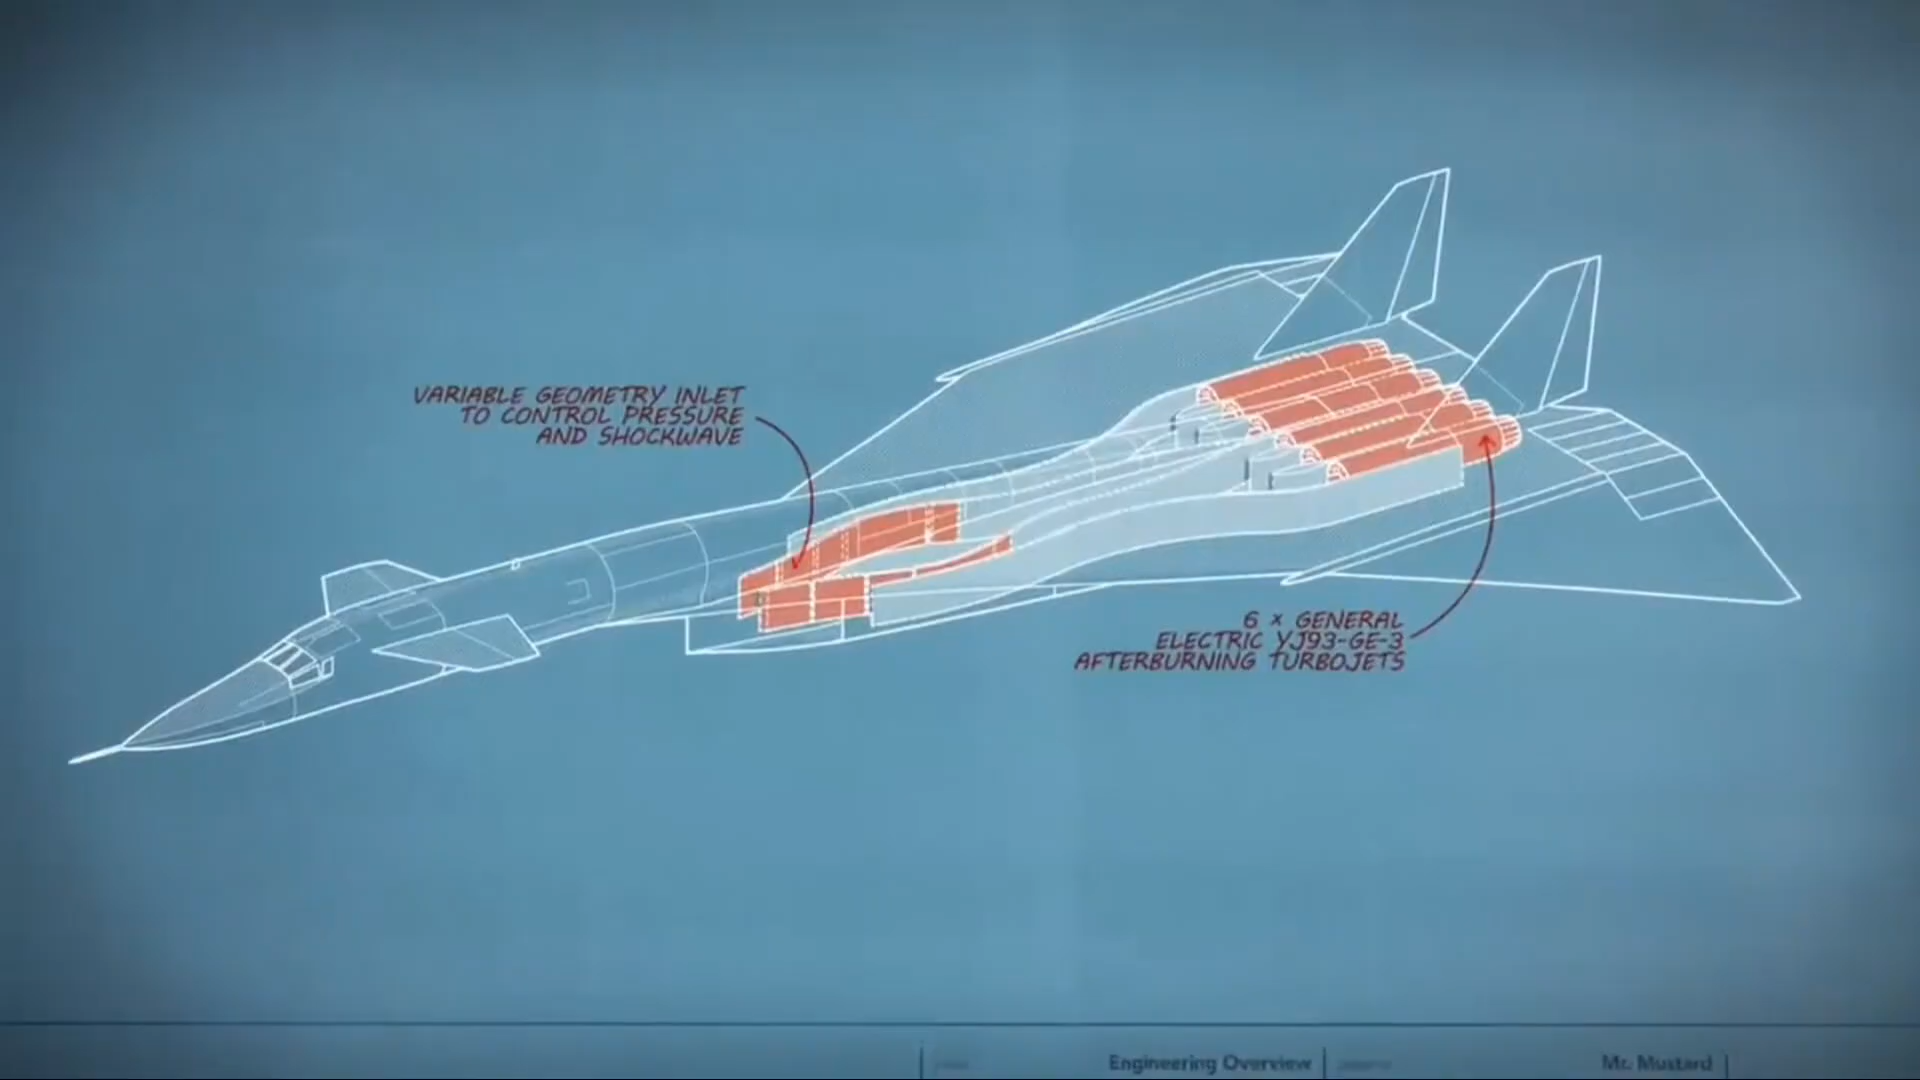 VARIABLE GEOMETRY INLET
TO CONTROL PRESSURE
AND SHOCKWAVE
6 x GENERAL
ELECTRIC YJ93-GE-3
AFTERBURNING TURBOJETS
Engineering Overview
Mr. Mustard